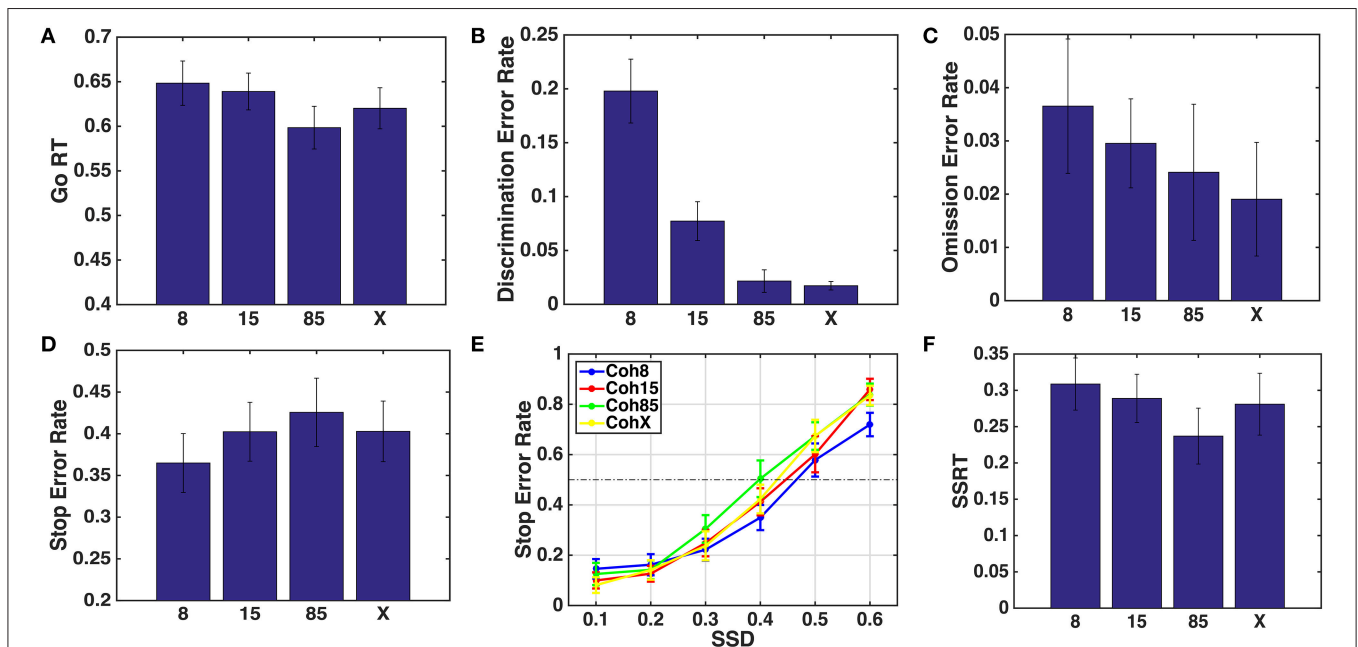 A
Go RT
0.7
0.65
0.6
0.55
0.5
0.45
0.4
8 15 85 X
B
Discrimination Error Rate
0.25
0.2
0.15
0.1
0.05
0
8 15 85 X
C
Omission Error Rate
0.05
0.04
0.03
0.02
0.01
0
8 15 85 X
D
Stop Error Rate
0.5
0.45
0.4
0.35
0.3
0.25
0.2
8 15 85 X
E
Stop Error Rate
1
0.8
0.6
0.4
0.2
0
Coh8
Coh15
Coh85
CohX
0.1 0.2 0.3 0.4 0.5 0.6
SSD
F
SSRT
0.35
0.3
0.25
0.2
0.15
0.1
0.05
0
8 15 85 X